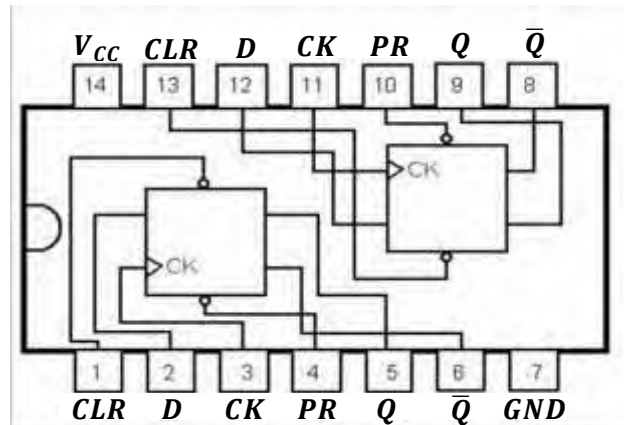 V_CC CLR D CK PR Q Q̅
14 13 12 11 10 9 8
CK
CK
1 2 3 4 5 6 7
CLR D CK PR Q Q̅ GND